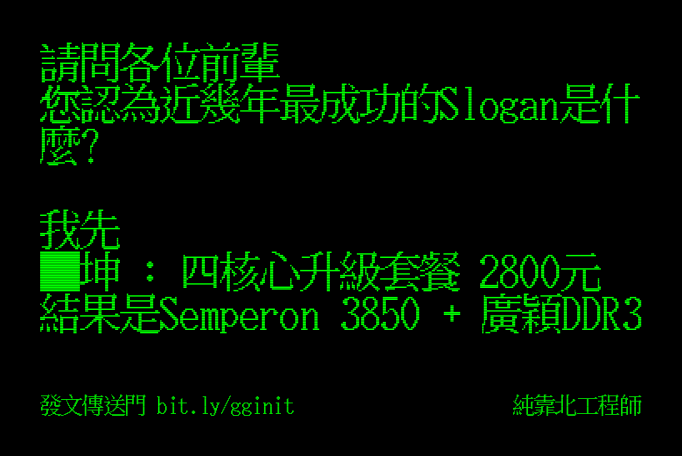 請問各位前輩
您認為近幾年最成功的Slogan是什
麼?
我先
坤 : 四核心升級套餐 2800元
結果是Semperon 3850 + 廣穎DDR3
發文傳送門 bit.ly/gginit
純靠北工程師